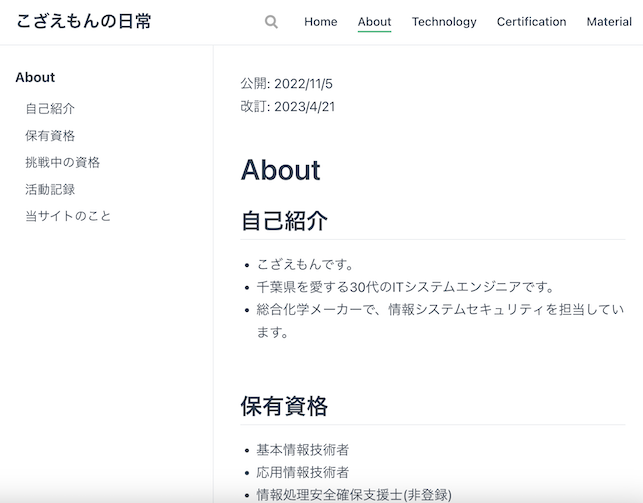 こざえもんの日常
Home
About
Technology
Certification
Material
About
自己紹介
保有資格
挑戦中の資格
活動記録
当サイトのこと
公開: 2022/11/5
改訂: 2023/4/21
About
自己紹介
こざえもんです。
千葉県を愛する30代のITシステムエンジニアです。
総合化学メーカーで、情報システムセキュリティを担当してい
ます。
保有資格
基本情報技術者
応用情報技術者
情報処理安全確保支援士(非登録)